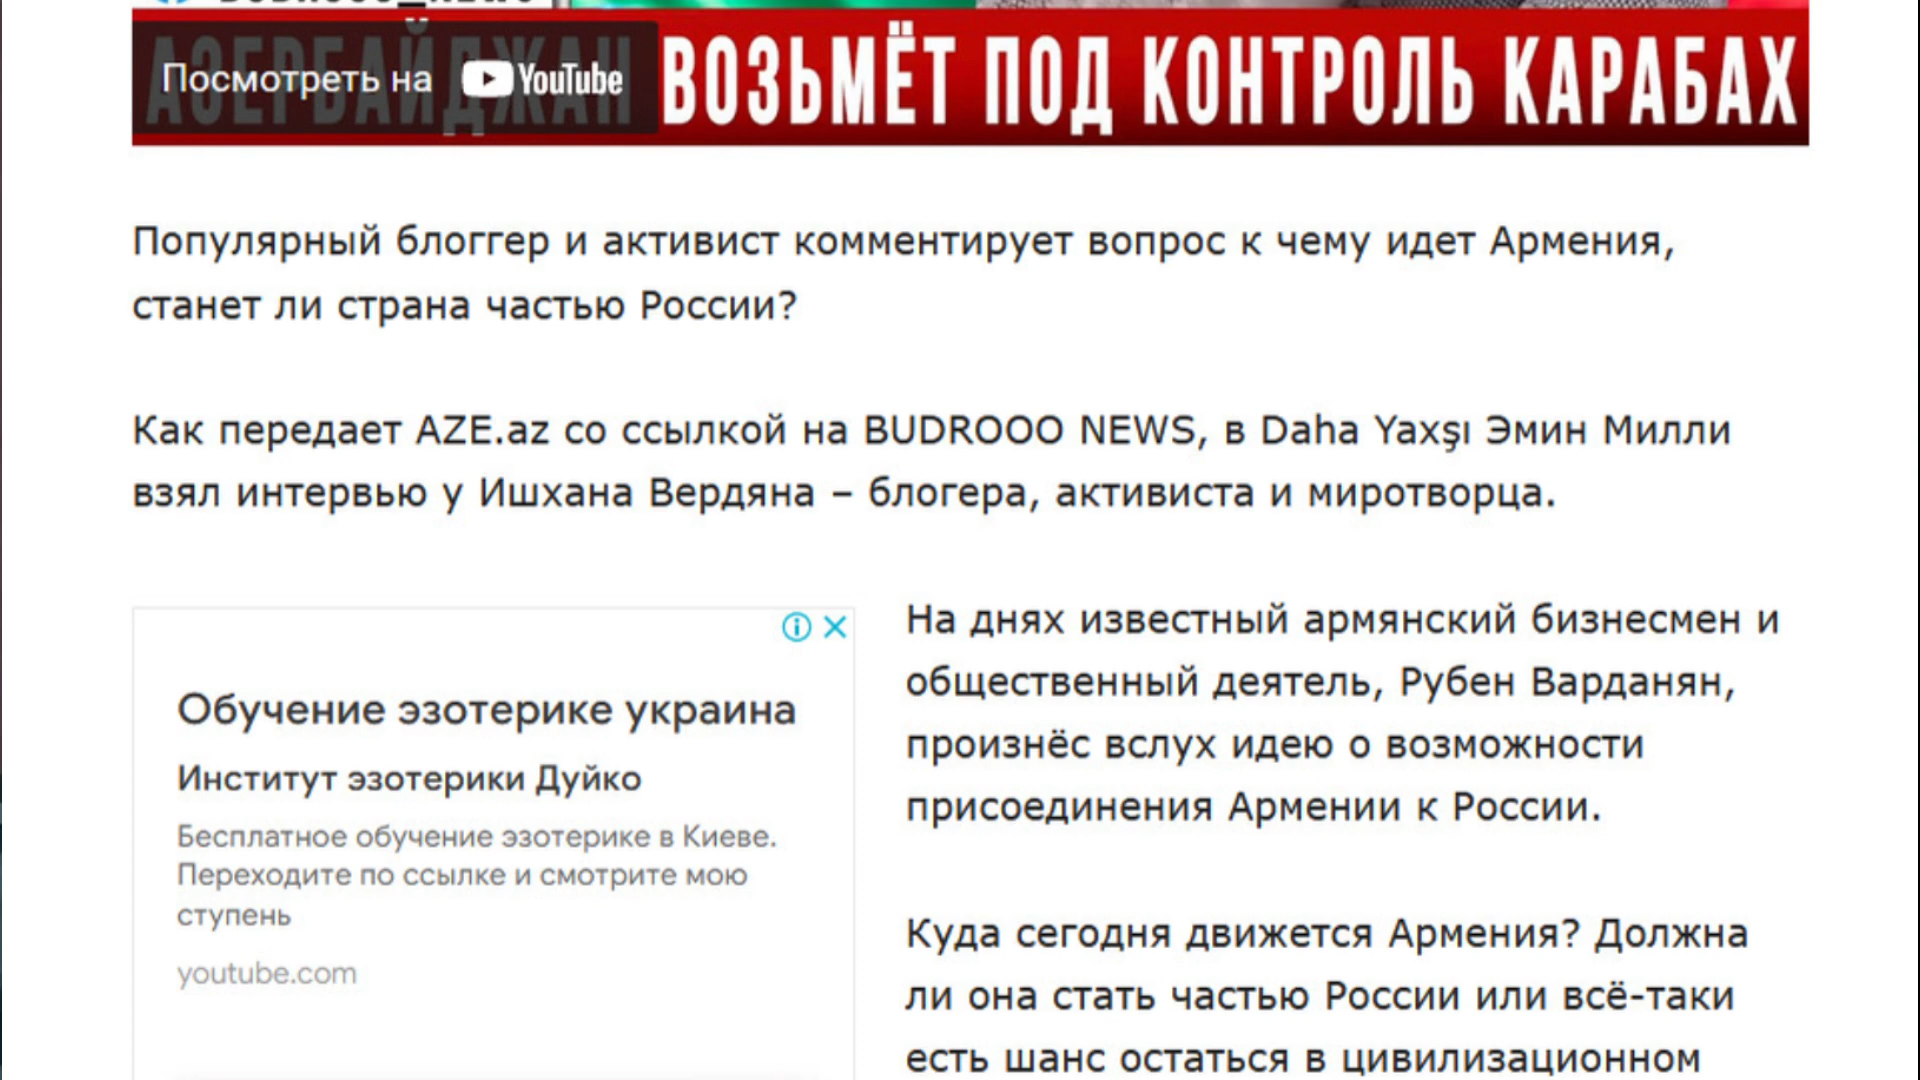 АЗЕРБАЙДЖАН ВОЗЬМЁТ ПОД КОНТРОЛЬ КАРАБАХ
Посмотреть на YouTube
Популярный блоггер и активист комментирует вопрос к чему идет Армения,
станет ли страна частью России?
Как передает AZE.az со ссылкой на BUDROOO NEWS, в Daha Yaxşı Эмин Милли
взял интервью у Ишхана Вердяна – блогера, активиста и миротворца.
Обучение эзотерике украина
Институт эзотерики Дуйко
Бесплатное обучение эзотерике в Киеве.
Переходите по ссылке и смотрите мою
ступень
youtube.com
На днях известный армянский бизнесмен и
общественный деятель, Рубен Варданян,
произнёс вслух идею о возможности
присоединения Армении к России.
Куда сегодня движется Армения? Должна
ли она стать частью России или всё-таки
есть шанс остаться в цивилизационном